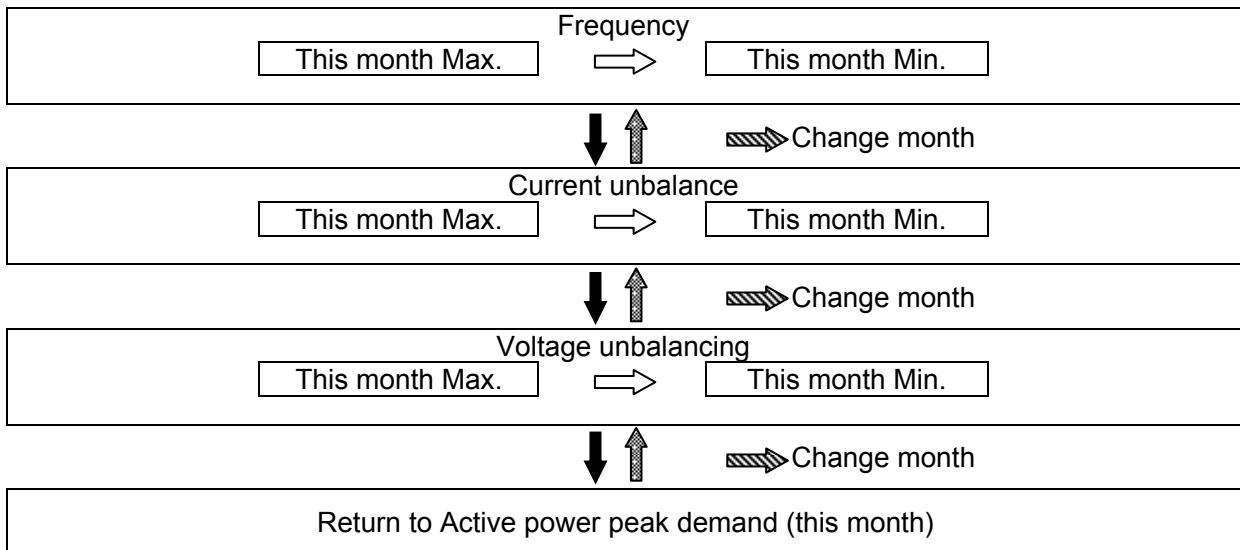 Frequency
This month Max. This month Min.
Change month
Current unbalance
This month Max. This month Min.
Change month
Voltage unbalancing
This month Max. This month Min.
Change month
Return to Active power peak demand (this month)